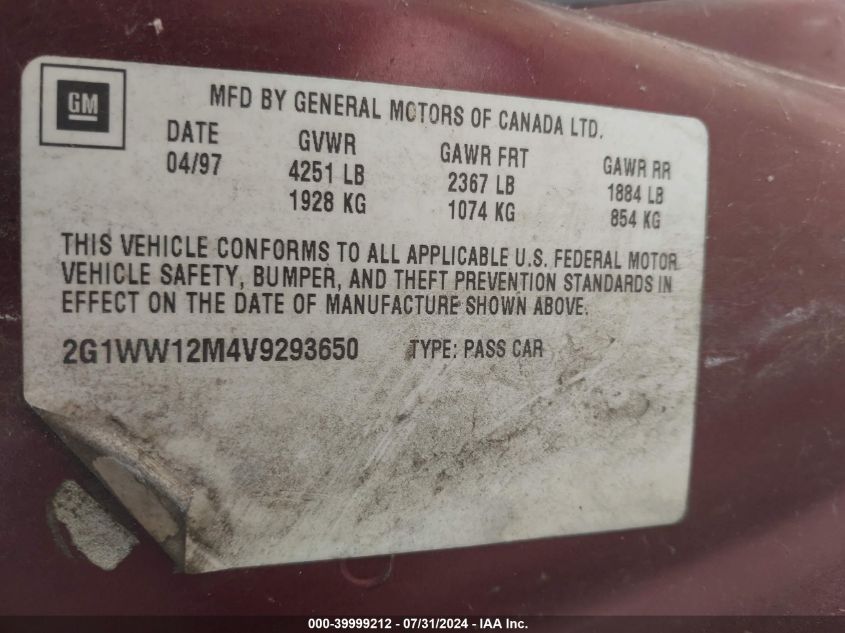 GM
MFD BY GENERAL MOTORS OF CANADA LTD.
DATE GVWR GAWR FRT GAWR RR
04/97 4251 LB 2367 LB 1884 LB
1928 KG 1074 KG 854 KG
THIS VEHICLE CONFORMS TO ALL APPLICABLE U.S. FEDERAL MOTOR
VEHICLE SAFETY, BUMPER, AND THEFT PREVENTION STANDARDS IN
EFFECT ON THE DATE OF MANUFACTURE SHOWN ABOVE.
2G1WW12M4V9293650 TYPE: PASS CAR
000-39999212 - 07/31/2024 - IAA Inc.